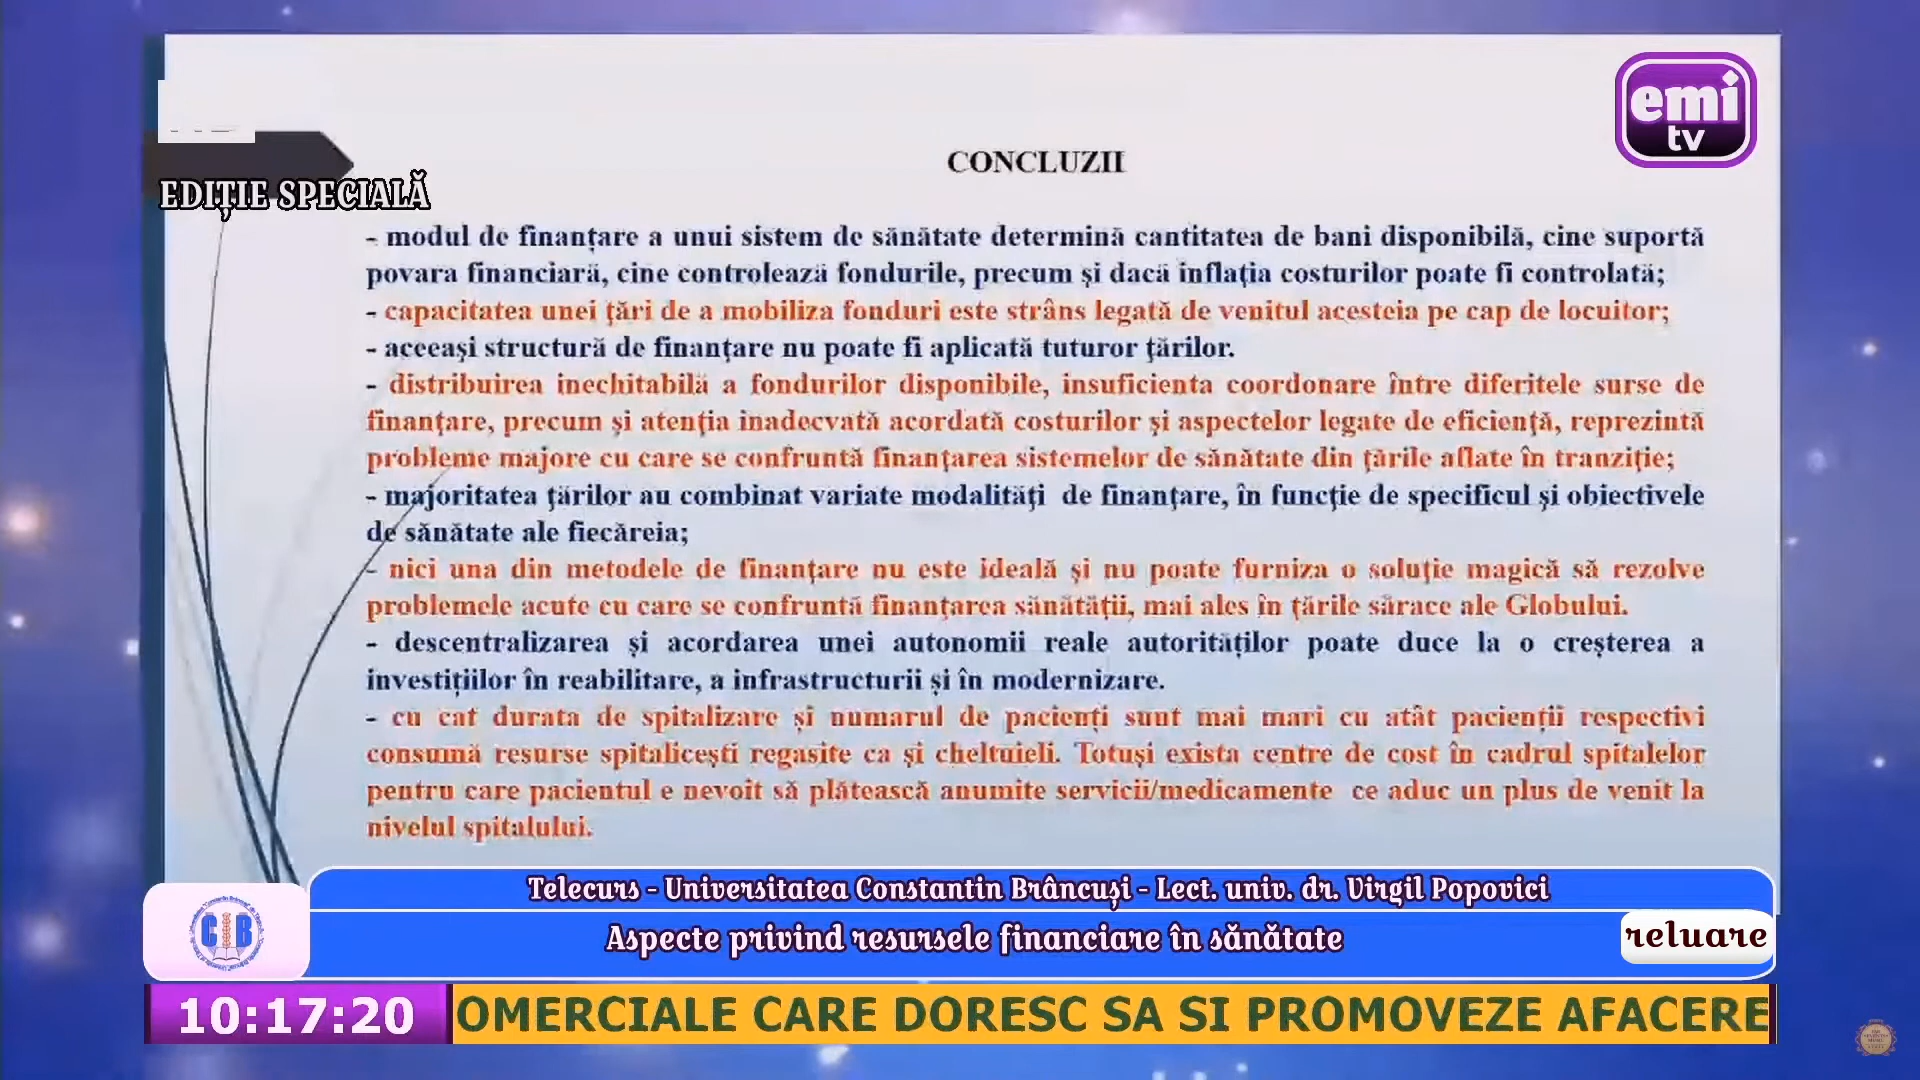 emi
tv
CONCLUZII
EDIȚIE SPECIALĂ
- modul de finanțare a unui sistem de sănătate determină cantitatea de bani disponibilă, cine suportă
povara financiară, cine controlează fondurile, precum și dacă inflația costurilor poate fi controlată;
- capacitatea unei țări de a mobiliza fonduri este strâns legată de venitul acesteia pe cap de locuitor;
- aceeași structură de finanțare nu poate fi aplicată tuturor țărilor.
- distribuirea inechitabilă a fondurilor disponibile, insuficienta coordonare între diferitele surse de
finanțare, precum și atenția inadecvată acordată costurilor și aspectelor legate de eficiență, reprezintă
probleme majore cu care se confruntă finanțarea sistemelor de sănătate din țările aflate în tranziție;
- majoritatea țărilor au combinat variate modalități de finanțare, în funcție de specificul și obiectivele
de sănătate ale fiecăreia;
- nici una din metodele de finanțare nu este ideală și nu poate furniza o soluție magică să rezolve
problemele acute cu care se confruntă finanțarea sănătății, mai ales în țările sărace ale Globului.
- descentralizarea și acordarea unei autonomii reale autorităților poate duce la o creșterea a
investițiilor în reabilitare, a infrastructurii și în modernizare.
- cu cat durata de spitalizare și numarul de pacienți sunt mai mari cu atât pacienții respectivi
consumă resurse spitalicești regasite ca și cheltuieli. Totuși exista centre de cost în cadrul spitalelor
pentru care pacientul e nevoit să plătească anumite servicii/medicamente ce aduc un plus de venit la
nivelul spitalului.
Telecurs - Universitatea Constantin Brâncuși - Lect. univ. dr. Virgil Popovici
CIB
Aspecte privind resursele financiare în sănătate
reluare
10:17:20
OMERCIALE CARE DORESC SA SI PROMOVEZE AFACERE